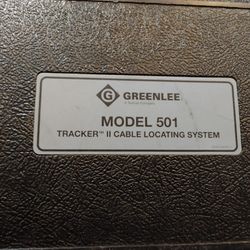 G GREENLEE
A Textron Company
MODEL 501
TRACKER™ II CABLE LOCATING SYSTEM